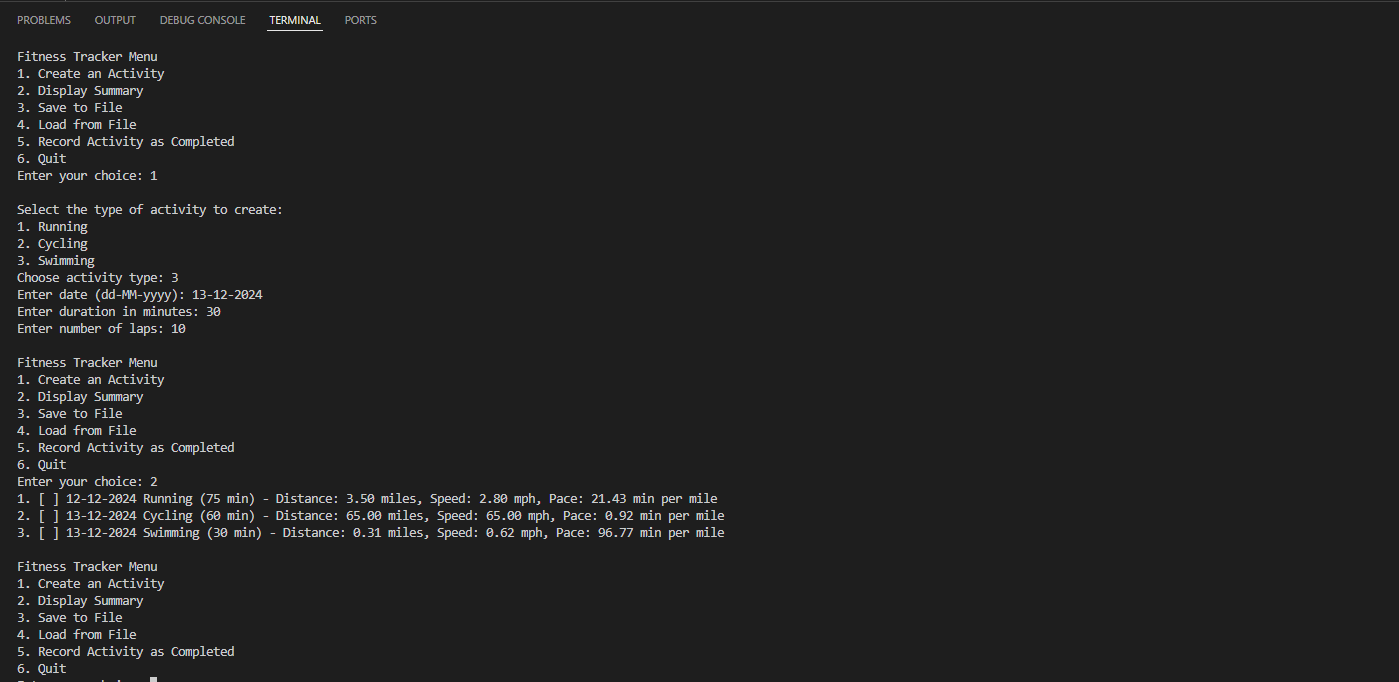 PROBLEMS OUTPUT DEBUG CONSOLE TERMINAL PORTS
Fitness Tracker Menu
1. Create an Activity
2. Display Summary
3. Save to File
4. Load from File
5. Record Activity as Completed
6. Quit
Enter your choice: 1
Select the type of activity to create:
1. Running
2. Cycling
3. Swimming
Choose activity type: 3
Enter date (dd-MM-yyyy): 13-12-2024
Enter duration in minutes: 30
Enter number of laps: 10
Fitness Tracker Menu
1. Create an Activity
2. Display Summary
3. Save to File
4. Load from File
5. Record Activity as Completed
6. Quit
Enter your choice: 2
1. [ ] 12-12-2024 Running (75 min) - Distance: 3.50 miles, Speed: 2.80 mph, Pace: 21.43 min per mile
2. [ ] 13-12-2024 Cycling (60 min) - Distance: 65.00 miles, Speed: 65.00 mph, Pace: 0.92 min per mile
3. [ ] 13-12-2024 Swimming (30 min) - Distance: 0.31 miles, Speed: 0.62 mph, Pace: 96.77 min per mile
Fitness Tracker Menu
1. Create an Activity
2. Display Summary
3. Save to File
4. Load from File
5. Record Activity as Completed
6. Quit